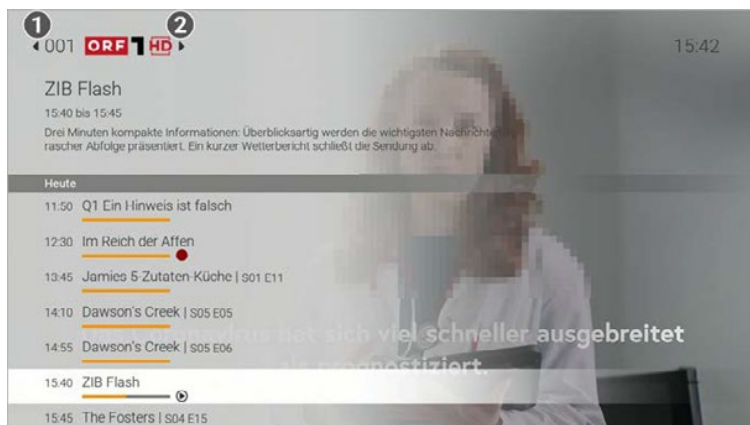 1 2
001 ORF 1 HD 15:42
ZIB Flash
15:40 bis 15:45
Drei Minuten kompakte Informationen: Überblicksartig werden die wichtigsten Nachrichten
rascher Abfolge präsentiert. Ein kurzer Wetterbericht schließt die Sendung ab.
Heute
11:50 Q1 Ein Hinweis ist falsch
12:30 Im Reich der Affen
13:45 Jamies 5-Zutaten-Küche | S01 E11
14:10 Dawson's Creek | S05 E05
Das Coronavirus hat sich viel schneller ausgebreitet
14:55 Dawson's Creek | S05 E06
als prognostiziert.
15:40 ZIB Flash
15:45 The Fosters | S04 E15